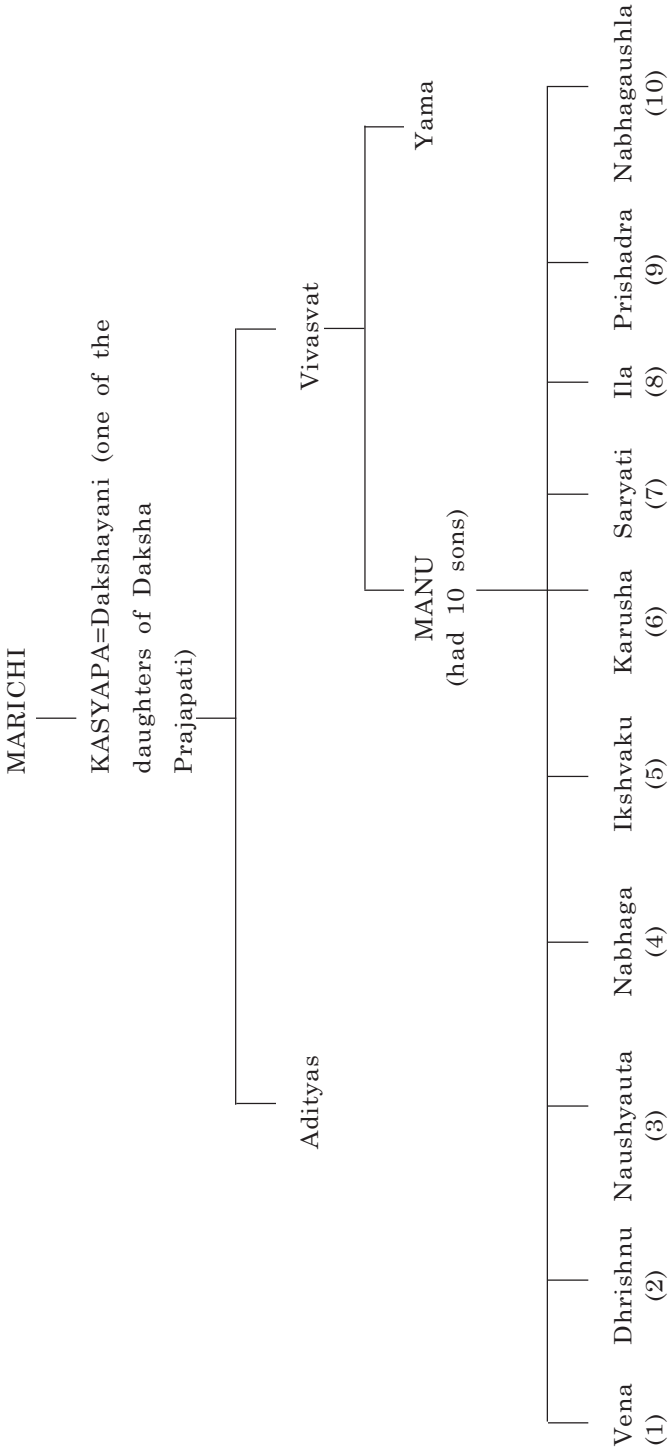 MARICHI
KASYAPA=Dakshayani (one of the
daughters of Daksha
Prajapati)
Adityas Vivasvat
MANU Yama
(had 10 sons)
Vena Dhrishnu Naushyauta Nabhaga Ikshvaku Karusha Saryati Ila Prishadra Nabhagaushla
(1) (2) (3) (4) (5) (6) (7) (8) (9) (10)